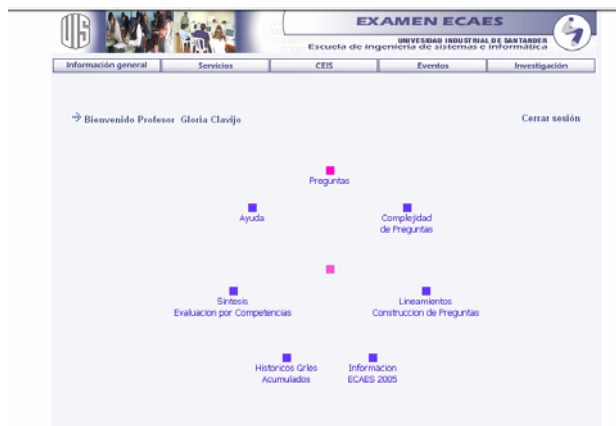 UIS
EXAMEN ECAES
UNIVESIDAD INDUSTRIAL DE SANTANDER
Escuela de ingeniería de sistemas e informática
Información general Servicios CEIS Eventos Investigación
Bienvenido Profesor Gloria Clavijo Cerrar sesión
Preguntas
Ayuda Complejidad
de Preguntas
Sintesis Lineamientos
Evaluacion por Competencias Construccion de Preguntas
Historicos Grles Informacion
Acumulados ECAES 2005